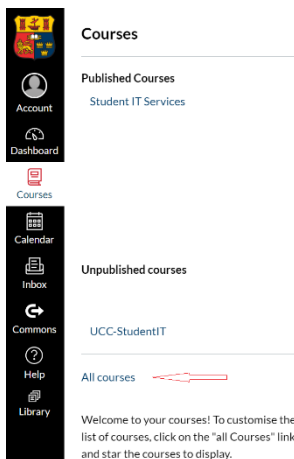 Courses
Published Courses
Student IT Services
Account
Dashboard
Courses
Calendar
Unpublished courses
Inbox
UCC-StudentIT
Commons
Help
All courses
Library
Welcome to your courses! To customise the
list of courses, click on the "all Courses" link
and star the courses to display.